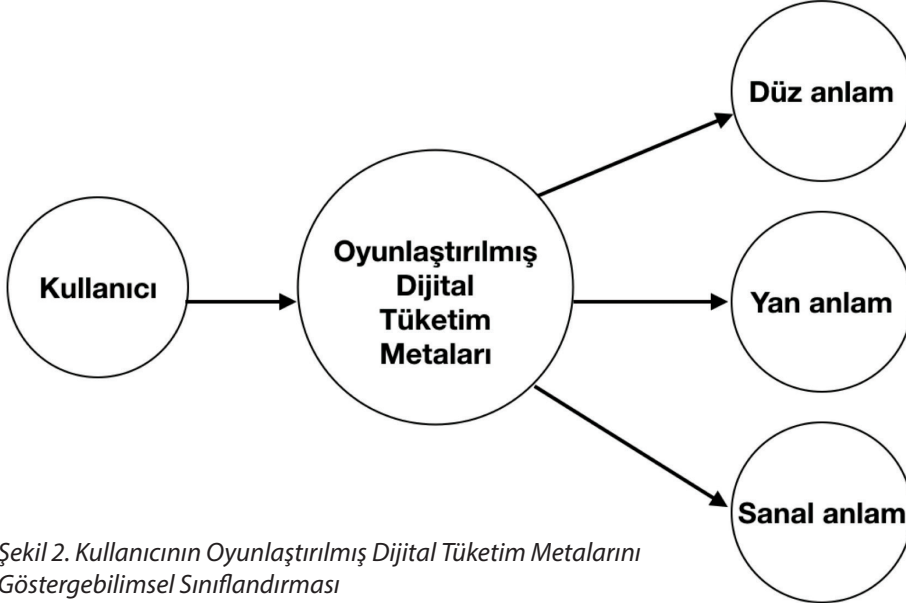 Düz anlam
Kullanıcı
Oyunlaştırılmış
Dijital
Tüketim
Metaları
Yan anlam
Sanal anlam
Şekil 2. Kullanıcının Oyunlaştırılmış Dijital Tüketim Metalarını
Göstergebilimsel Sınıflandırması